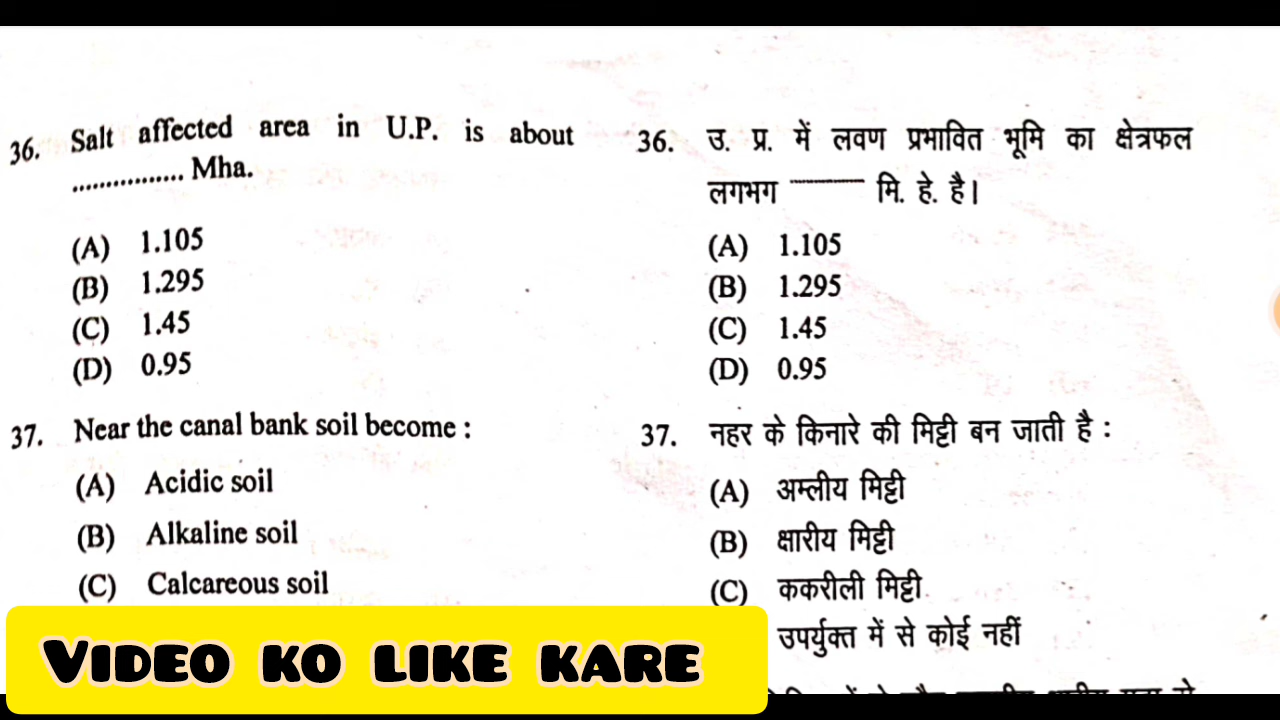 36. Salt affected area in U.P. is about
................ Mha.
(A) 1.105
(B) 1.295
(C) 1.45
(D) 0.95
37. Near the canal bank soil become :
(A) Acidic soil
(B) Alkaline soil
(C) Calcareous soil
36. उ. प्र. में लवण प्रभावित भूमि का क्षेत्रफल
लगभग ................ मि. हे. है।
(A) 1.105
(B) 1.295
(C) 1.45
(D) 0.95
37. नहर के किनारे की मिट्टी बन जाती है :
(A) अम्लीय मिट्टी
(B) क्षारीय मिट्टी
(C) ककरीली मिट्टी
उपर्युक्त में से कोई नहीं
VIDEO KO LIKE KARE